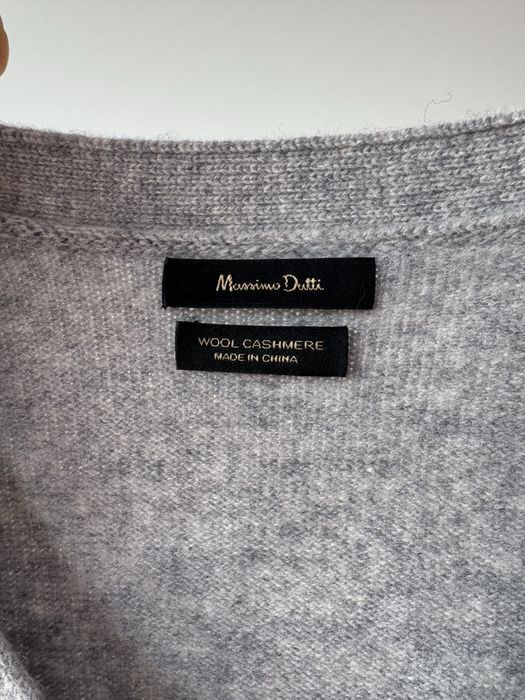 Massimo Dutti
WOOL CASHMERE
MADE IN CHINA